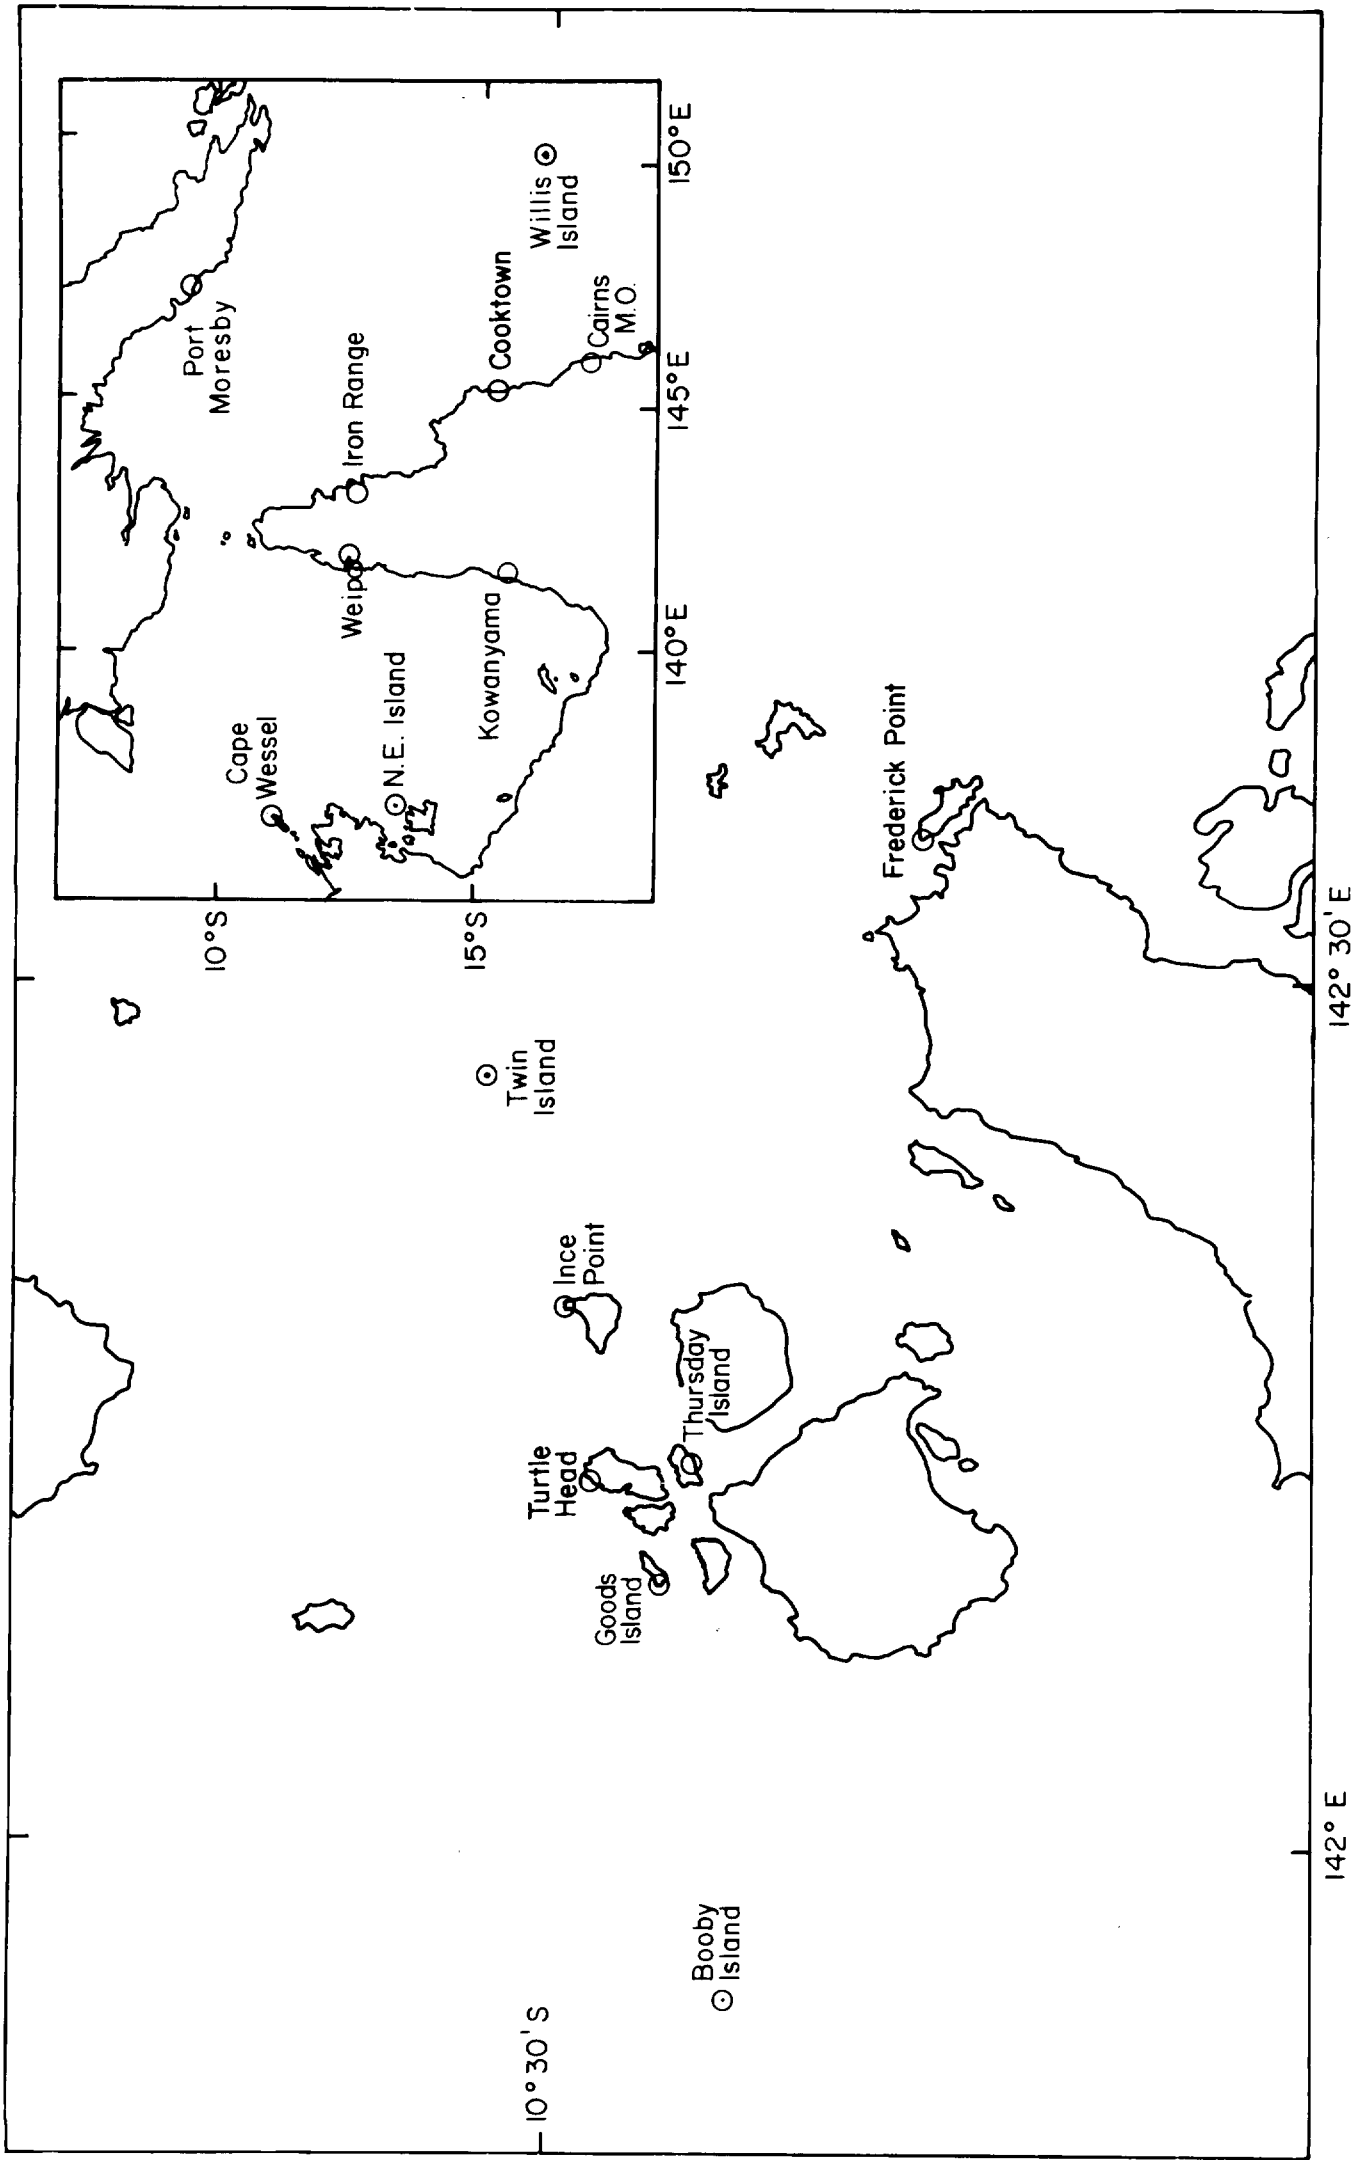 Port
Moresby
Cape
Wessel
N.E. Island
Weipa
Iron Range
Kowanyama
Cooktown
Willis
Island
Cairns
M.O.
10°S
15°S
140°E
145°E
150°E
Twin
Island
Ince
Point
Turtle
Head
Thursday
Island
Goods
Island
Booby
Island
Frederick Point
10° 30' S
142° E
142° 30' E